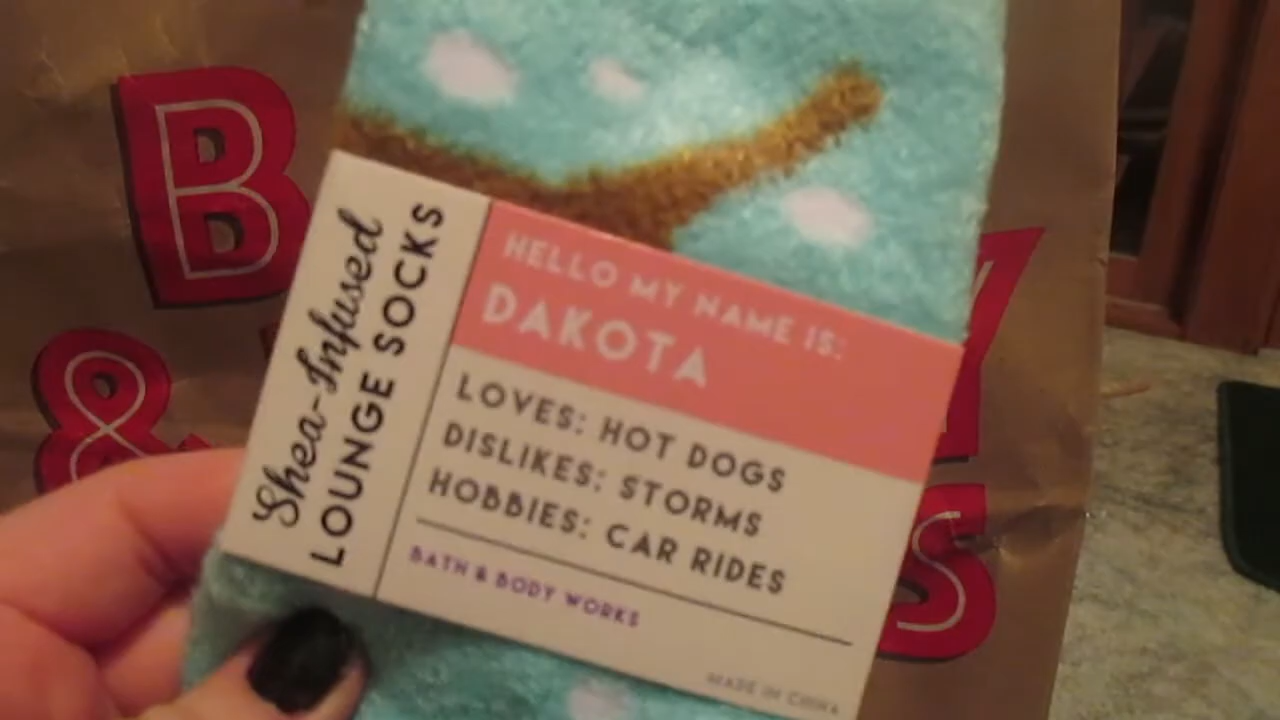 B
Y
&
S
Shea-Infused
LOUNGE SOCKS
HELLO MY NAME IS:
DAKOTA
LOVES: HOT DOGS
DISLIKES: STORMS
HOBBIES: CAR RIDES
BATH & BODY WORKS
MADE IN CHINA